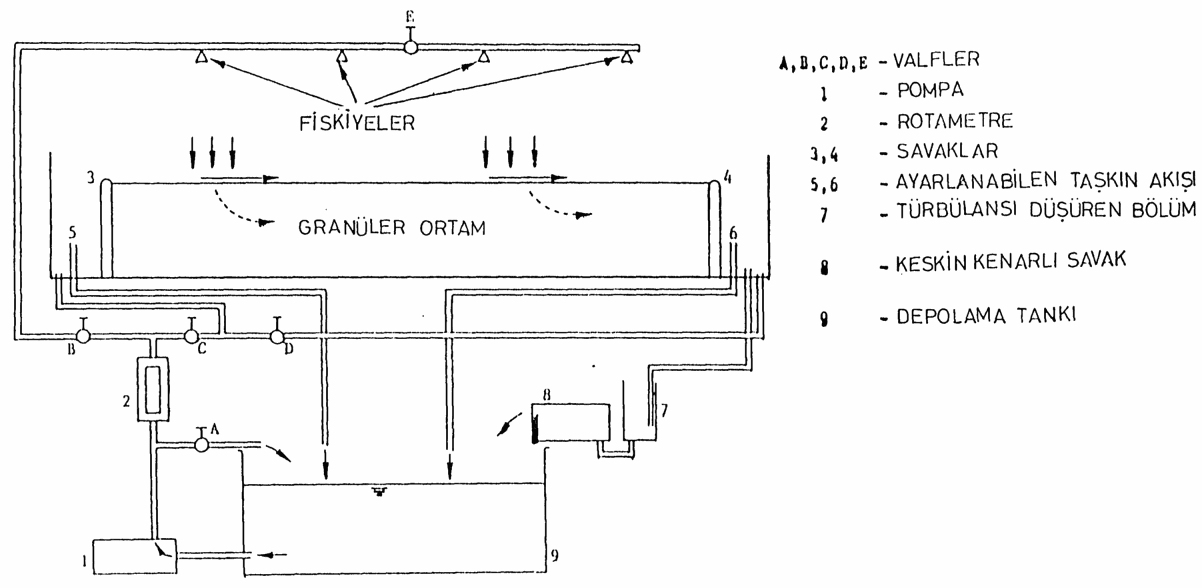 E
FİSKİYELER
3
4
GRANÜLER ORTAM
5
6
B
C
D
2
A
8
7
1
9
A,B,C,D,E - VALFLER
1 - POMPA
2 - ROTAMETRE
3,4 - SAVAKLAR
5,6 - AYARLANABİLEN TAŞKIN AKIŞI
7 - TÜRBÜLANSI DÜŞÜREN BÖLÜM
8 - KESKİN KENARLI SAVAK
9 - DEPOLAMA TANKI